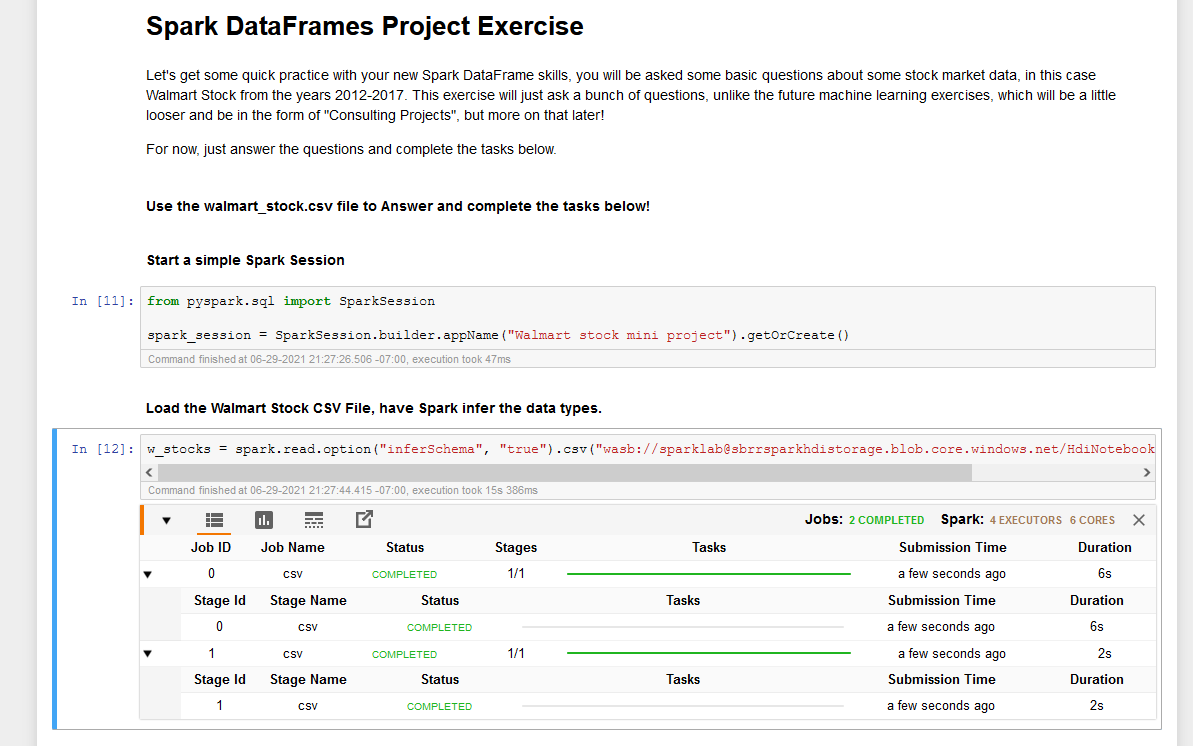 Spark DataFrames Project Exercise
Let's get some quick practice with your new Spark DataFrame skills, you will be asked some basic questions about some stock market data, in this case
Walmart Stock from the years 2012-2017. This exercise will just ask a bunch of questions, unlike the future machine learning exercises, which will be a little
looser and be in the form of "Consulting Projects", but more on that later!
For now, just answer the questions and complete the tasks below.
Use the walmart_stock.csv file to Answer and complete the tasks below!
Start a simple Spark Session
In [11]: from pyspark.sql import SparkSession
spark_session = SparkSession.builder.appName("Walmart stock mini project").getOrCreate()
Command finished at 06-29-2021 21:27:26.506 -07:00, execution took 47ms
Load the Walmart Stock CSV File, have Spark infer the data types.
In [12]: w_stocks = spark.read.option("inferSchema", "true").csv("wasb://sparklab@sbrrsparkhdistorage.blob.core.windows.net/HdiNotebook
Command finished at 06-29-2021 21:27:44.415 -07:00, execution took 15s 386ms
Jobs: 2 COMPLETED Spark: 4 EXECUTORS 6 CORES
Job ID Job Name Status Stages Tasks Submission Time Duration
0 csv COMPLETED 1/1 a few seconds ago 6s
Stage Id Stage Name Status Tasks Submission Time Duration
0 csv COMPLETED a few seconds ago 6s
1 csv COMPLETED 1/1 a few seconds ago 2s
Stage Id Stage Name Status Tasks Submission Time Duration
1 csv COMPLETED a few seconds ago 2s